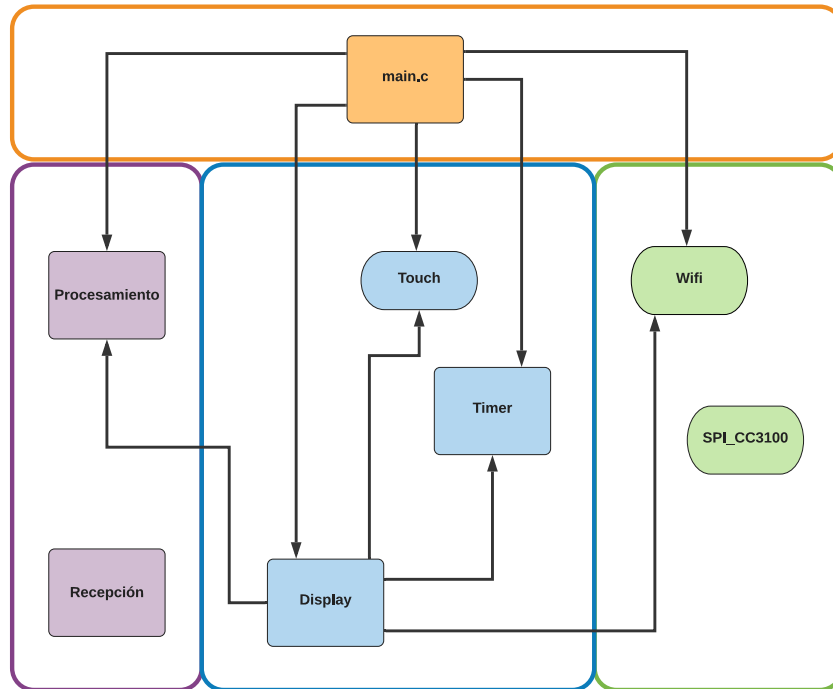 main.c
Procesamiento
Touch
Wifi
Timer
SPI_CC3100
Recepción
Display